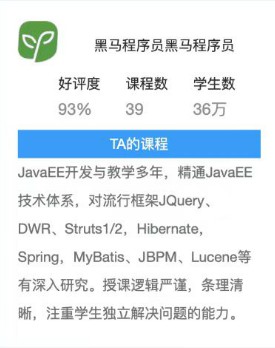 黑马程序员黑马程序员
好评度 课程数 学生数
93% 39 36万
TA的课程
JavaEE开发与教学多年，精通JavaEE
技术体系，对流行框架JQuery、
DWR、Struts1/2，Hibernate，
Spring，MyBatis、JBPM、Lucene等
有深入研究。授课逻辑严谨，条理清
晰，注重学生独立解决问题的能力。